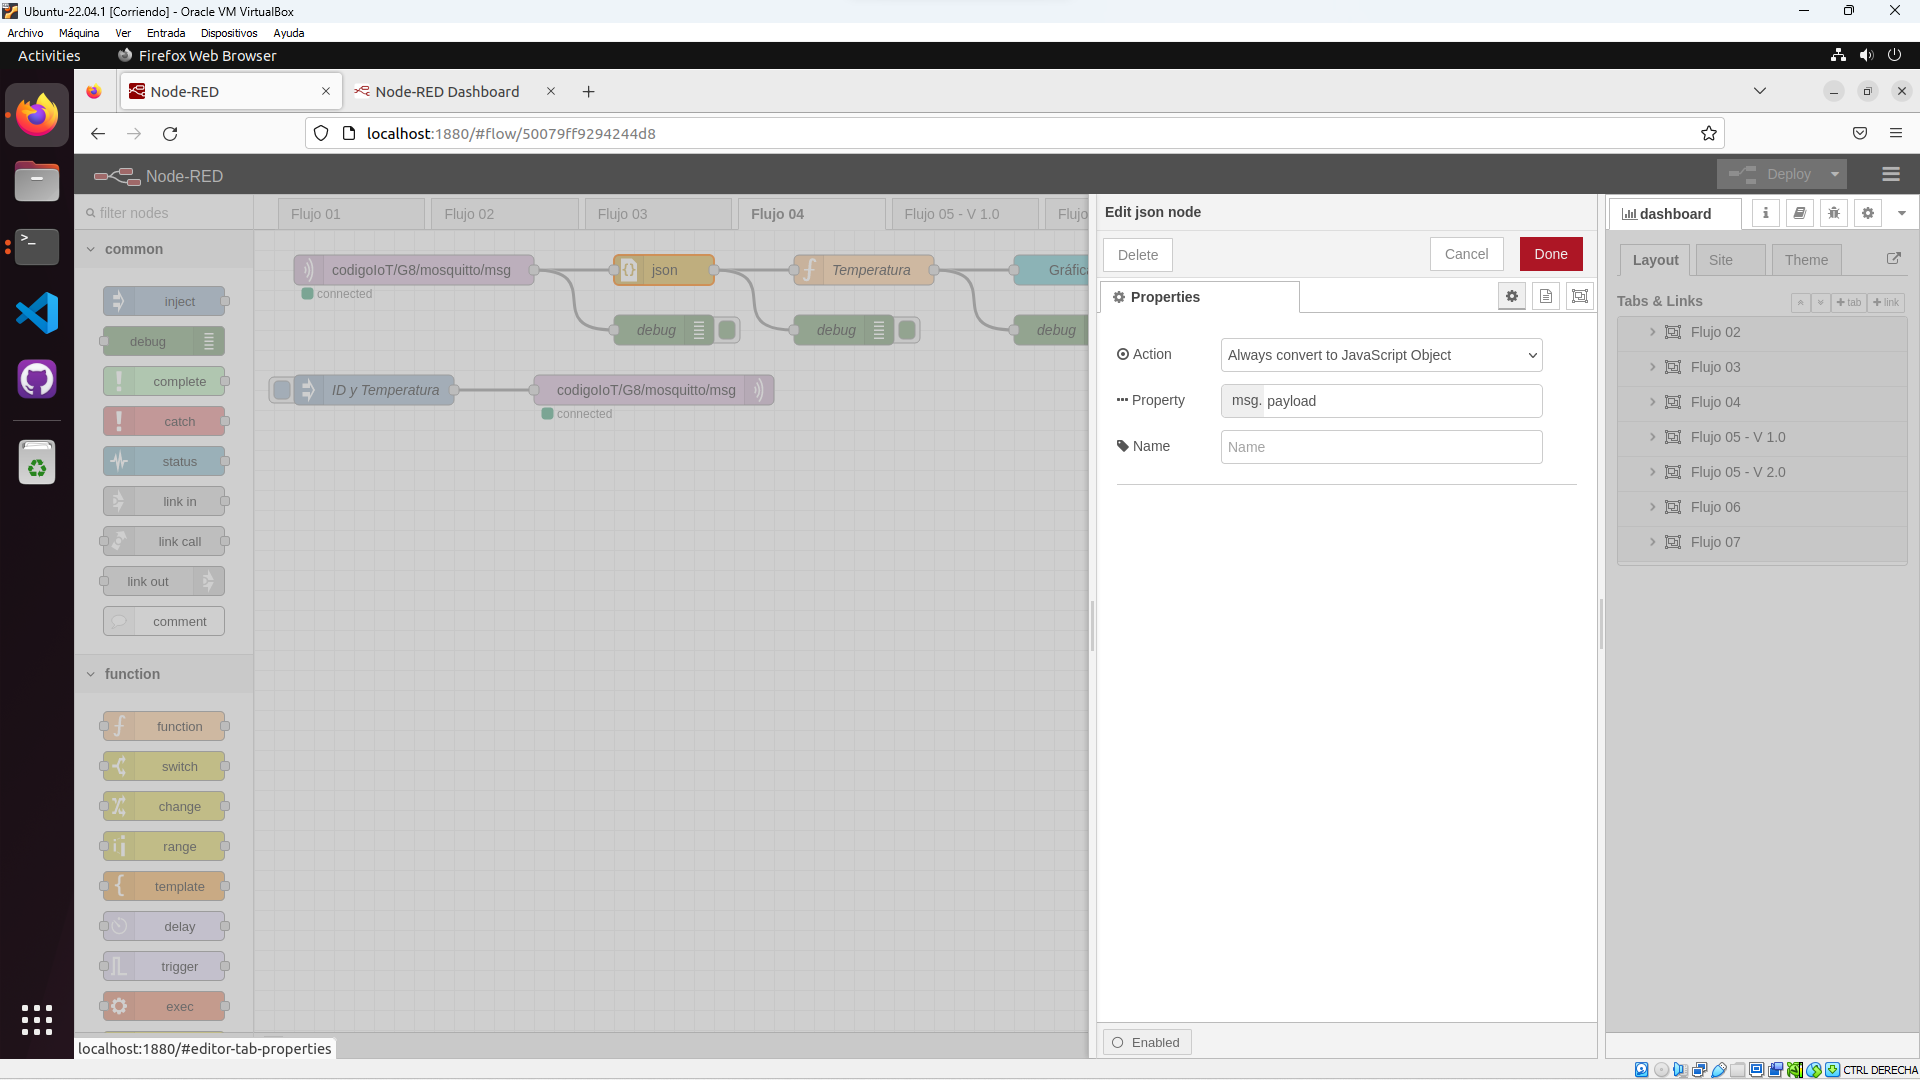 Ubuntu-22.04.1 [Corriendo] - Oracle VM VirtualBox
Archivo Máquina Ver Entrada Dispositivos Ayuda
Activities Firefox Web Browser
Node-RED Node-RED Dashboard
localhost:1880/#flow/50079ff9294244d8
Node-RED Deploy
filter nodes
Flujo 01 Flujo 02 Flujo 03 Flujo 04 Flujo 05 - V 1.0 Flujo
common
inject
debug
complete
catch
status
link in
link call
link out
comment
function
function
switch
change
range
template
delay
trigger
exec
codigoIoT/G8/mosquitto/msg json Temperatura Gráfica
connected
debug debug debug
ID y Temperatura codigoIoT/G8/mosquitto/msg
connected
Edit json node
Delete Cancel Done
Properties
Action Always convert to JavaScript Object
Property msg. payload
Name Name
Enabled
dashboard
Layout Site Theme
Tabs & Links tab link
Flujo 02
Flujo 03
Flujo 04
Flujo 05 - V 1.0
Flujo 05 - V 2.0
Flujo 06
Flujo 07
localhost:1880/#editor-tab-properties
CTRL DERECHA